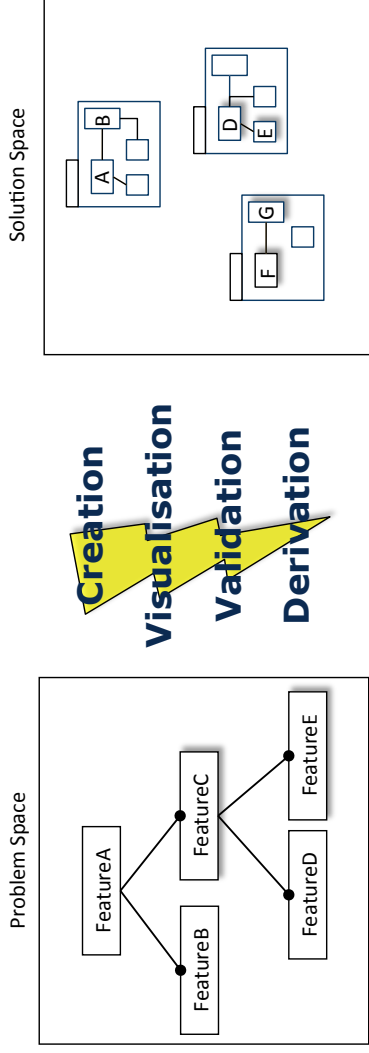 Problem Space
FeatureA
FeatureB
FeatureC
FeatureD
FeatureE
Creation
Visualisation
Validation
Derivation
Solution Space
A
B
F
G
D
E